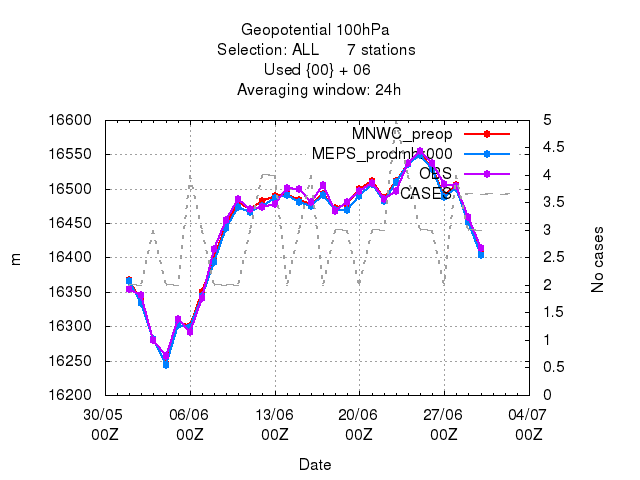 Geopotential 100hPa
Selection: ALL 7 stations
Used {00} + 06
Averaging window: 24h
MNWC_preop
MEPS_prodmbr000
OBS
CASES
16600
16550
16500
16450
16400
16350
16300
16250
16200
m
5
4.5
4
3.5
3
2.5
2
1.5
1
0.5
0
No cases
30/05 06/06 13/06 20/06 27/06 04/07
00Z 00Z 00Z 00Z 00Z 00Z
Date